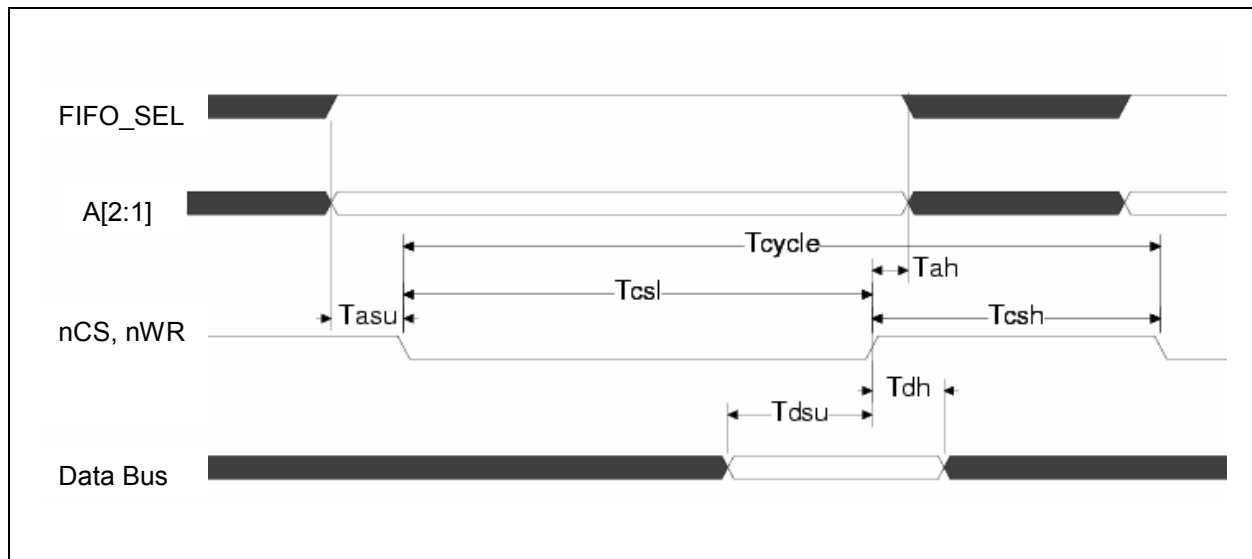 FIFO_SEL
A[2:1]
Tcycle
Tah
Tcsl
Tasu
Tcsh
nCS, nWR
Tdh
Tdsu
Data Bus